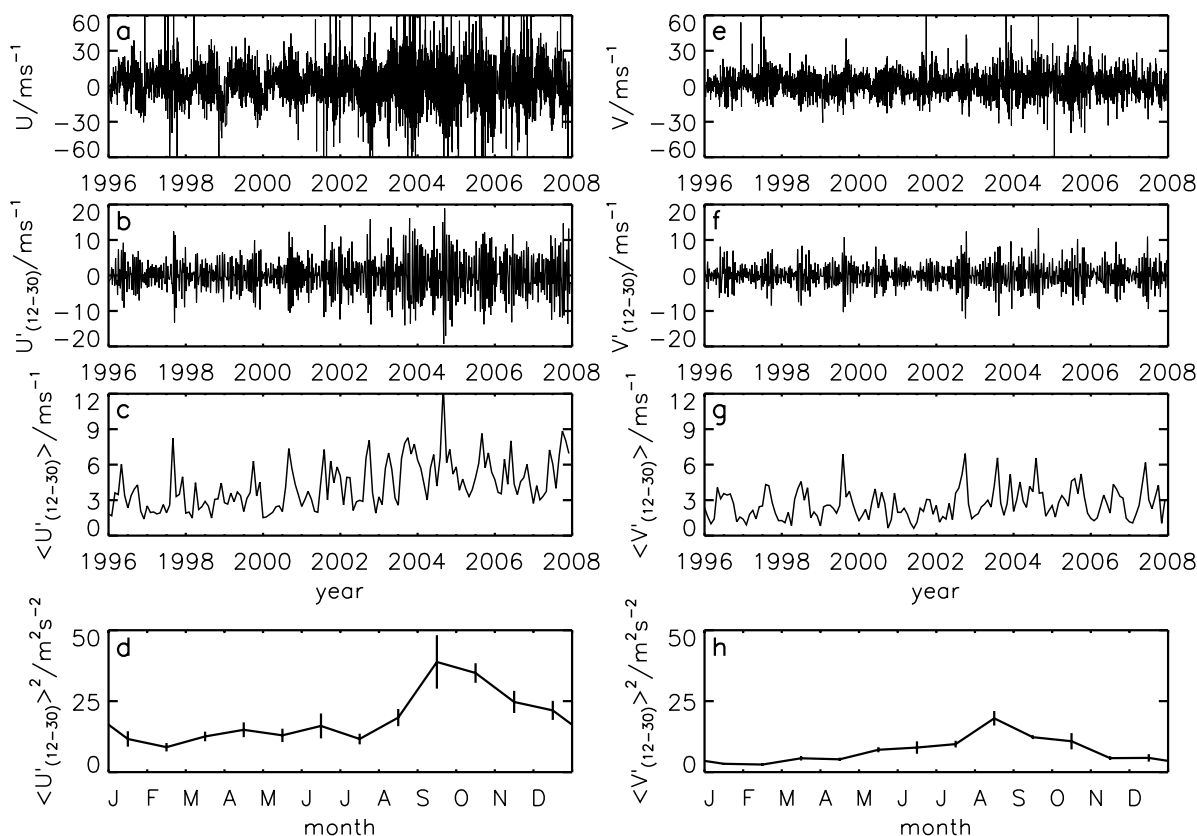 a
U/ms⁻¹
60
30
0
−30
−60
1996 1998 2000 2002 2004 2006 2008
b
U'(12−30)/ms⁻¹
20
10
0
−10
−20
1996 1998 2000 2002 2004 2006 2008
c
<U'(12−30)>/ms⁻¹
12
9
6
3
0
1996 1998 2000 2002 2004 2006 2008
year
d
<U'(12−30)>²/m²s⁻²
50
25
0
J F M A M J J A S O N D
month
e
V/ms⁻¹
60
30
0
−30
−60
1996 1998 2000 2002 2004 2006 2008
f
V'(12−30)/ms⁻¹
20
10
0
−10
−20
1996 1998 2000 2002 2004 2006 2008
g
<V'(12−30)>/ms⁻¹
12
9
6
3
0
1996 1998 2000 2002 2004 2006 2008
year
h
<V'(12−30)>²/m²s⁻²
50
25
0
J F M A M J J A S O N D
month